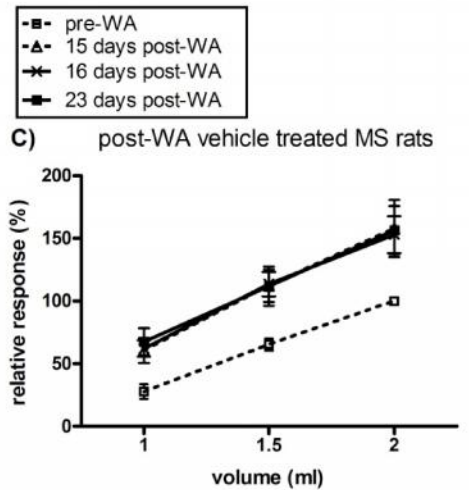 pre-WA
15 days post-WA
16 days post-WA
23 days post-WA
C) post-WA vehicle treated MS rats
relative response (%)
200
150
100
50
0
1 1.5 2
volume (ml)